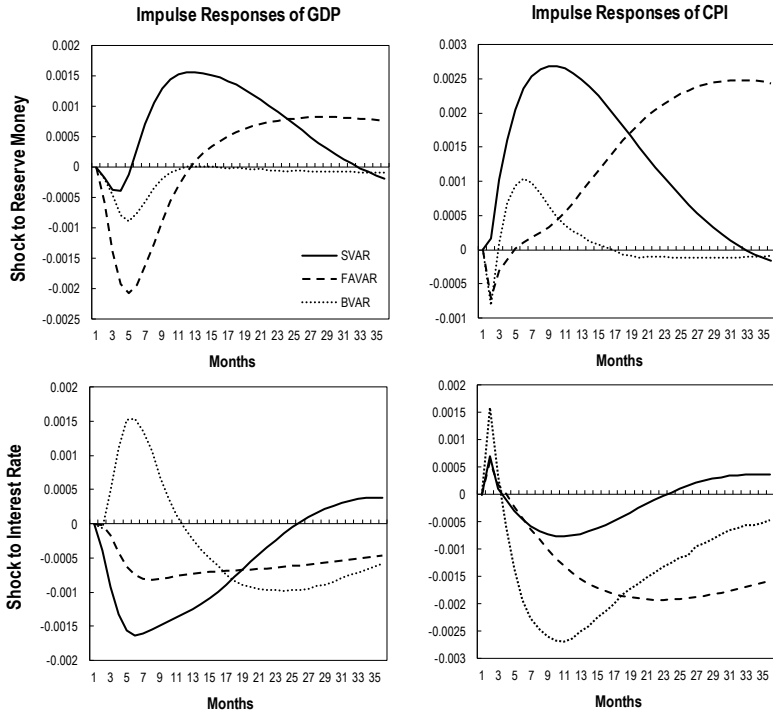 Impulse Responses of GDP
Shock to Reserve Money
0.002
0.0015
0.001
0.0005
0
-0.0005
-0.001
-0.0015
-0.002
-0.0025
SVAR
FAVAR
BVAR
1 3 5 7 9 11 13 15 17 19 21 23 25 27 29 31 33 35
Months
Impulse Responses of CPI
0.003
0.0025
0.002
0.0015
0.001
0.0005
0
-0.0005
-0.001
1 3 5 7 9 11 13 15 17 19 21 23 25 27 29 31 33 35
Months
Shock to Interest Rate
0.002
0.0015
0.001
0.0005
0
-0.0005
-0.001
-0.0015
-0.002
1 3 5 7 9 11 13 15 17 19 21 23 25 27 29 31 33 35
Months
0.002
0.0015
0.001
0.0005
0
-0.0005
-0.001
-0.0015
-0.002
-0.0025
-0.003
1 3 5 7 9 11 13 15 17 19 21 23 25 27 29 31 33 35
Months